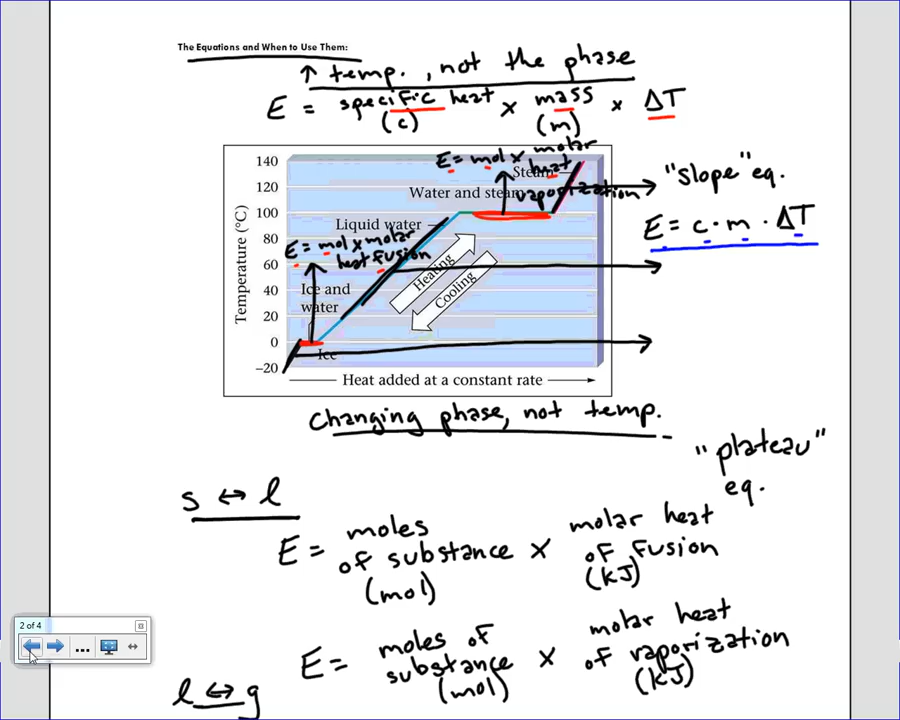 The Equations and When to Use Them:
↑ temp., not the phase
E = specific heat × mass × ΔT
(c) (m)
140
120
100
80
60
40
20
0
−20
Temperature (°C)
E = mol × molar
heat
vaporization
Steam
Water and steam
Liquid water
E = mol × molar
heat fusion
Ice and
water
Ice
Heating
Cooling
Heat added at a constant rate
"slope" eq.
E = c · m · ΔT
Changing phase, not temp.
"plateau"
eq.
s ↔ l
E = moles of substance (mol) × molar heat of fusion (kJ)
E = moles of substance (mol) × molar heat of vaporization (kJ)
l ↔ g
2 of 4
...